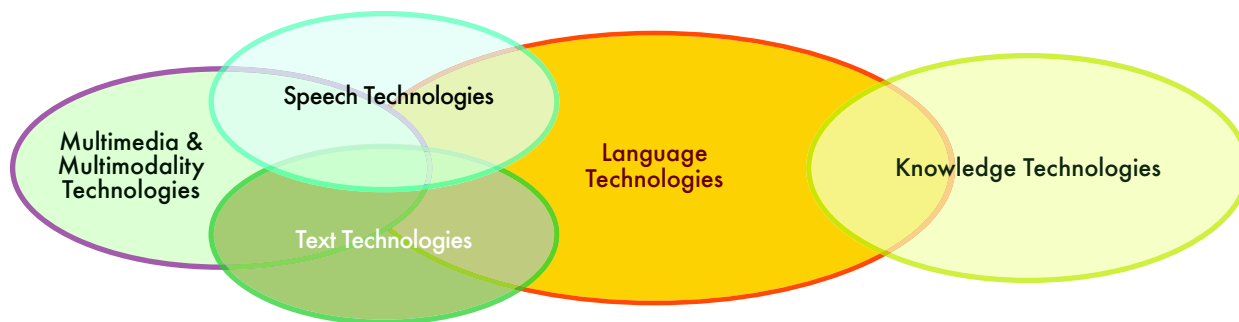 Speech Technologies
Multimedia &
Multimodality
Technologies
Language
Technologies
Knowledge Technologies
Text Technologies